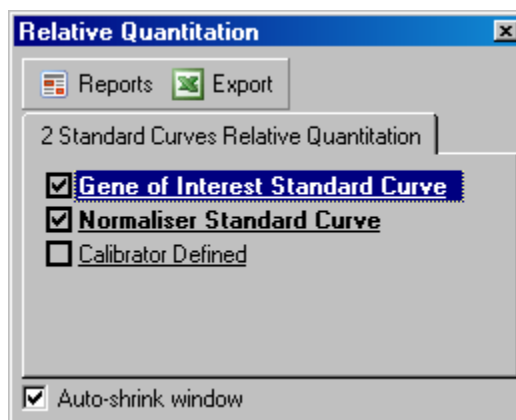 Relative Quantitation
Reports Export
2 Standard Curves Relative Quantitation
Gene of Interest Standard Curve
Normaliser Standard Curve
Calibrator Defined
Auto-shrink window